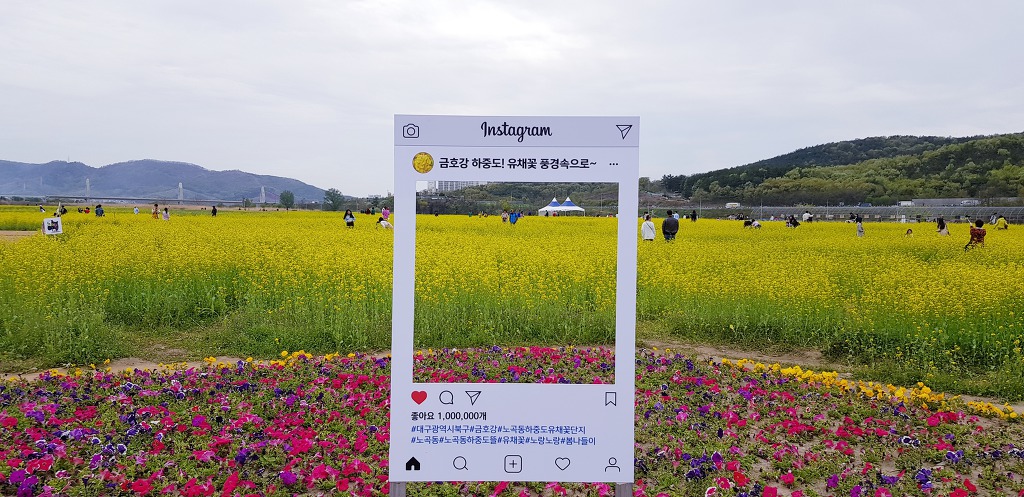 Instagram
금호강 하중도! 유채꽃 풍경속으로~ ...
좋아요 1,000,000개
#대구광역시북구#금호강#노곡동하중도유채꽃단지
#노곡동#노곡동하중도뜰#유채꽃#노랑노랑#봄나들이